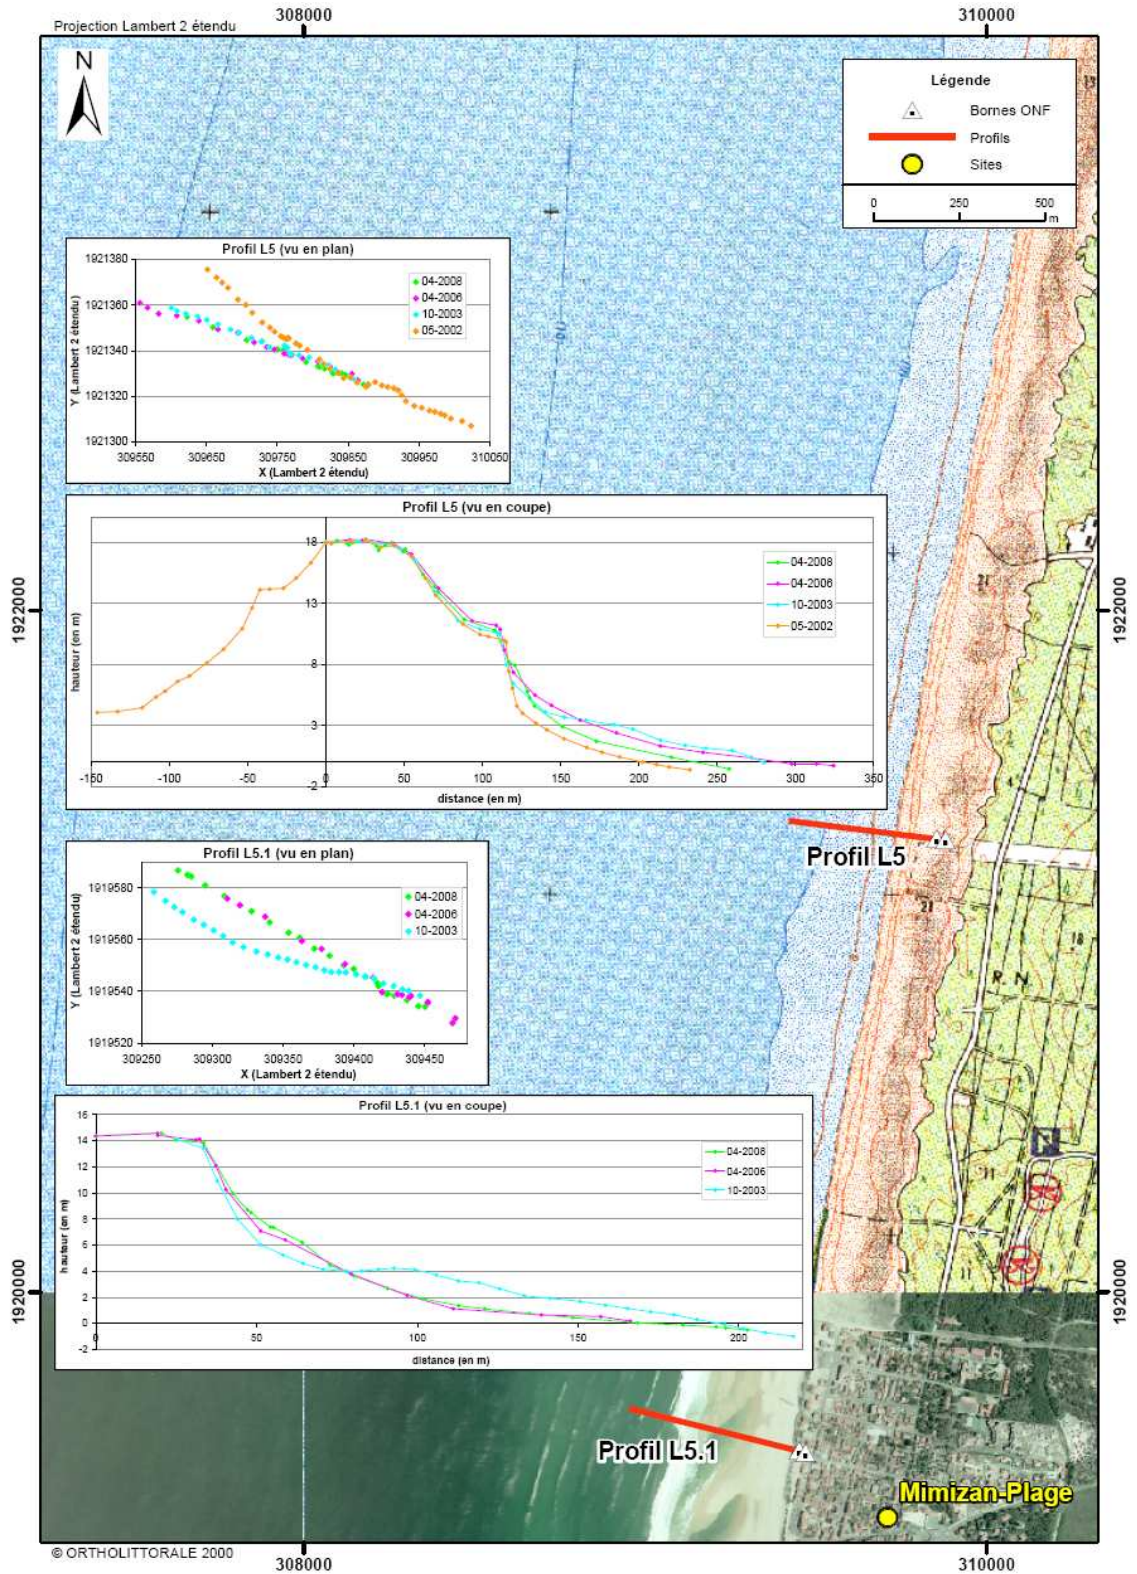 Projection Lambert 2 étendu
308000
310000
N
Légende
Bornes ONF
Profils
Sites
0 250 500
m
Profil L5 (vu en plan)
1921380
1921360
1921340
1921320
1921300
Y (Lambert 2 étendu)
04-2008
04-2006
10-2003
05-2002
309550 309650 309750 309850 309950 310050
X (Lambert 2 étendu)
Profil L5 (vu en coupe)
18
13
8
3
-2
hauteur (en m)
04-2008
04-2006
10-2003
05-2002
-150 -100 -50 0 50 100 150 200 250 300 350
distance (en m)
1922000
1922000
21
Profil L5
21
18
R N
11
11
Profil L5.1 (vu en plan)
1919580
1919560
1919540
1919520
Y (Lambert 2 étendu)
04-2008
04-2006
10-2003
309250 309300 309350 309400 309450
X (Lambert 2 étendu)
Profil L5.1 (vu en coupe)
16
14
12
10
8
6
4
2
0
-2
hauteur (en m)
04-2008
04-2006
10-2003
0 50 100 150 200
distance (en m)
1920000
1920000
Profil L5.1
Mimizan-Plage
© ORTHOLITTORALE 2000
308000
310000